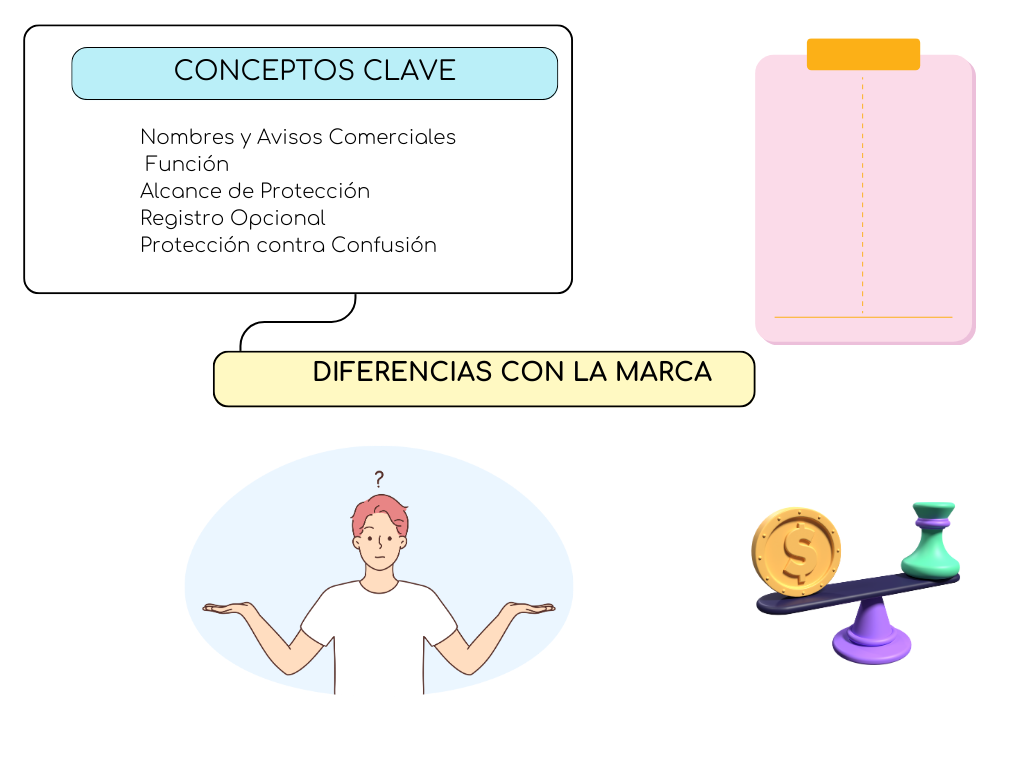 CONCEPTOS CLAVE
Nombres y Avisos Comerciales
Función
Alcance de Protección
Registro Opcional
Protección contra Confusión
DIFERENCIAS CON LA MARCA
?
$